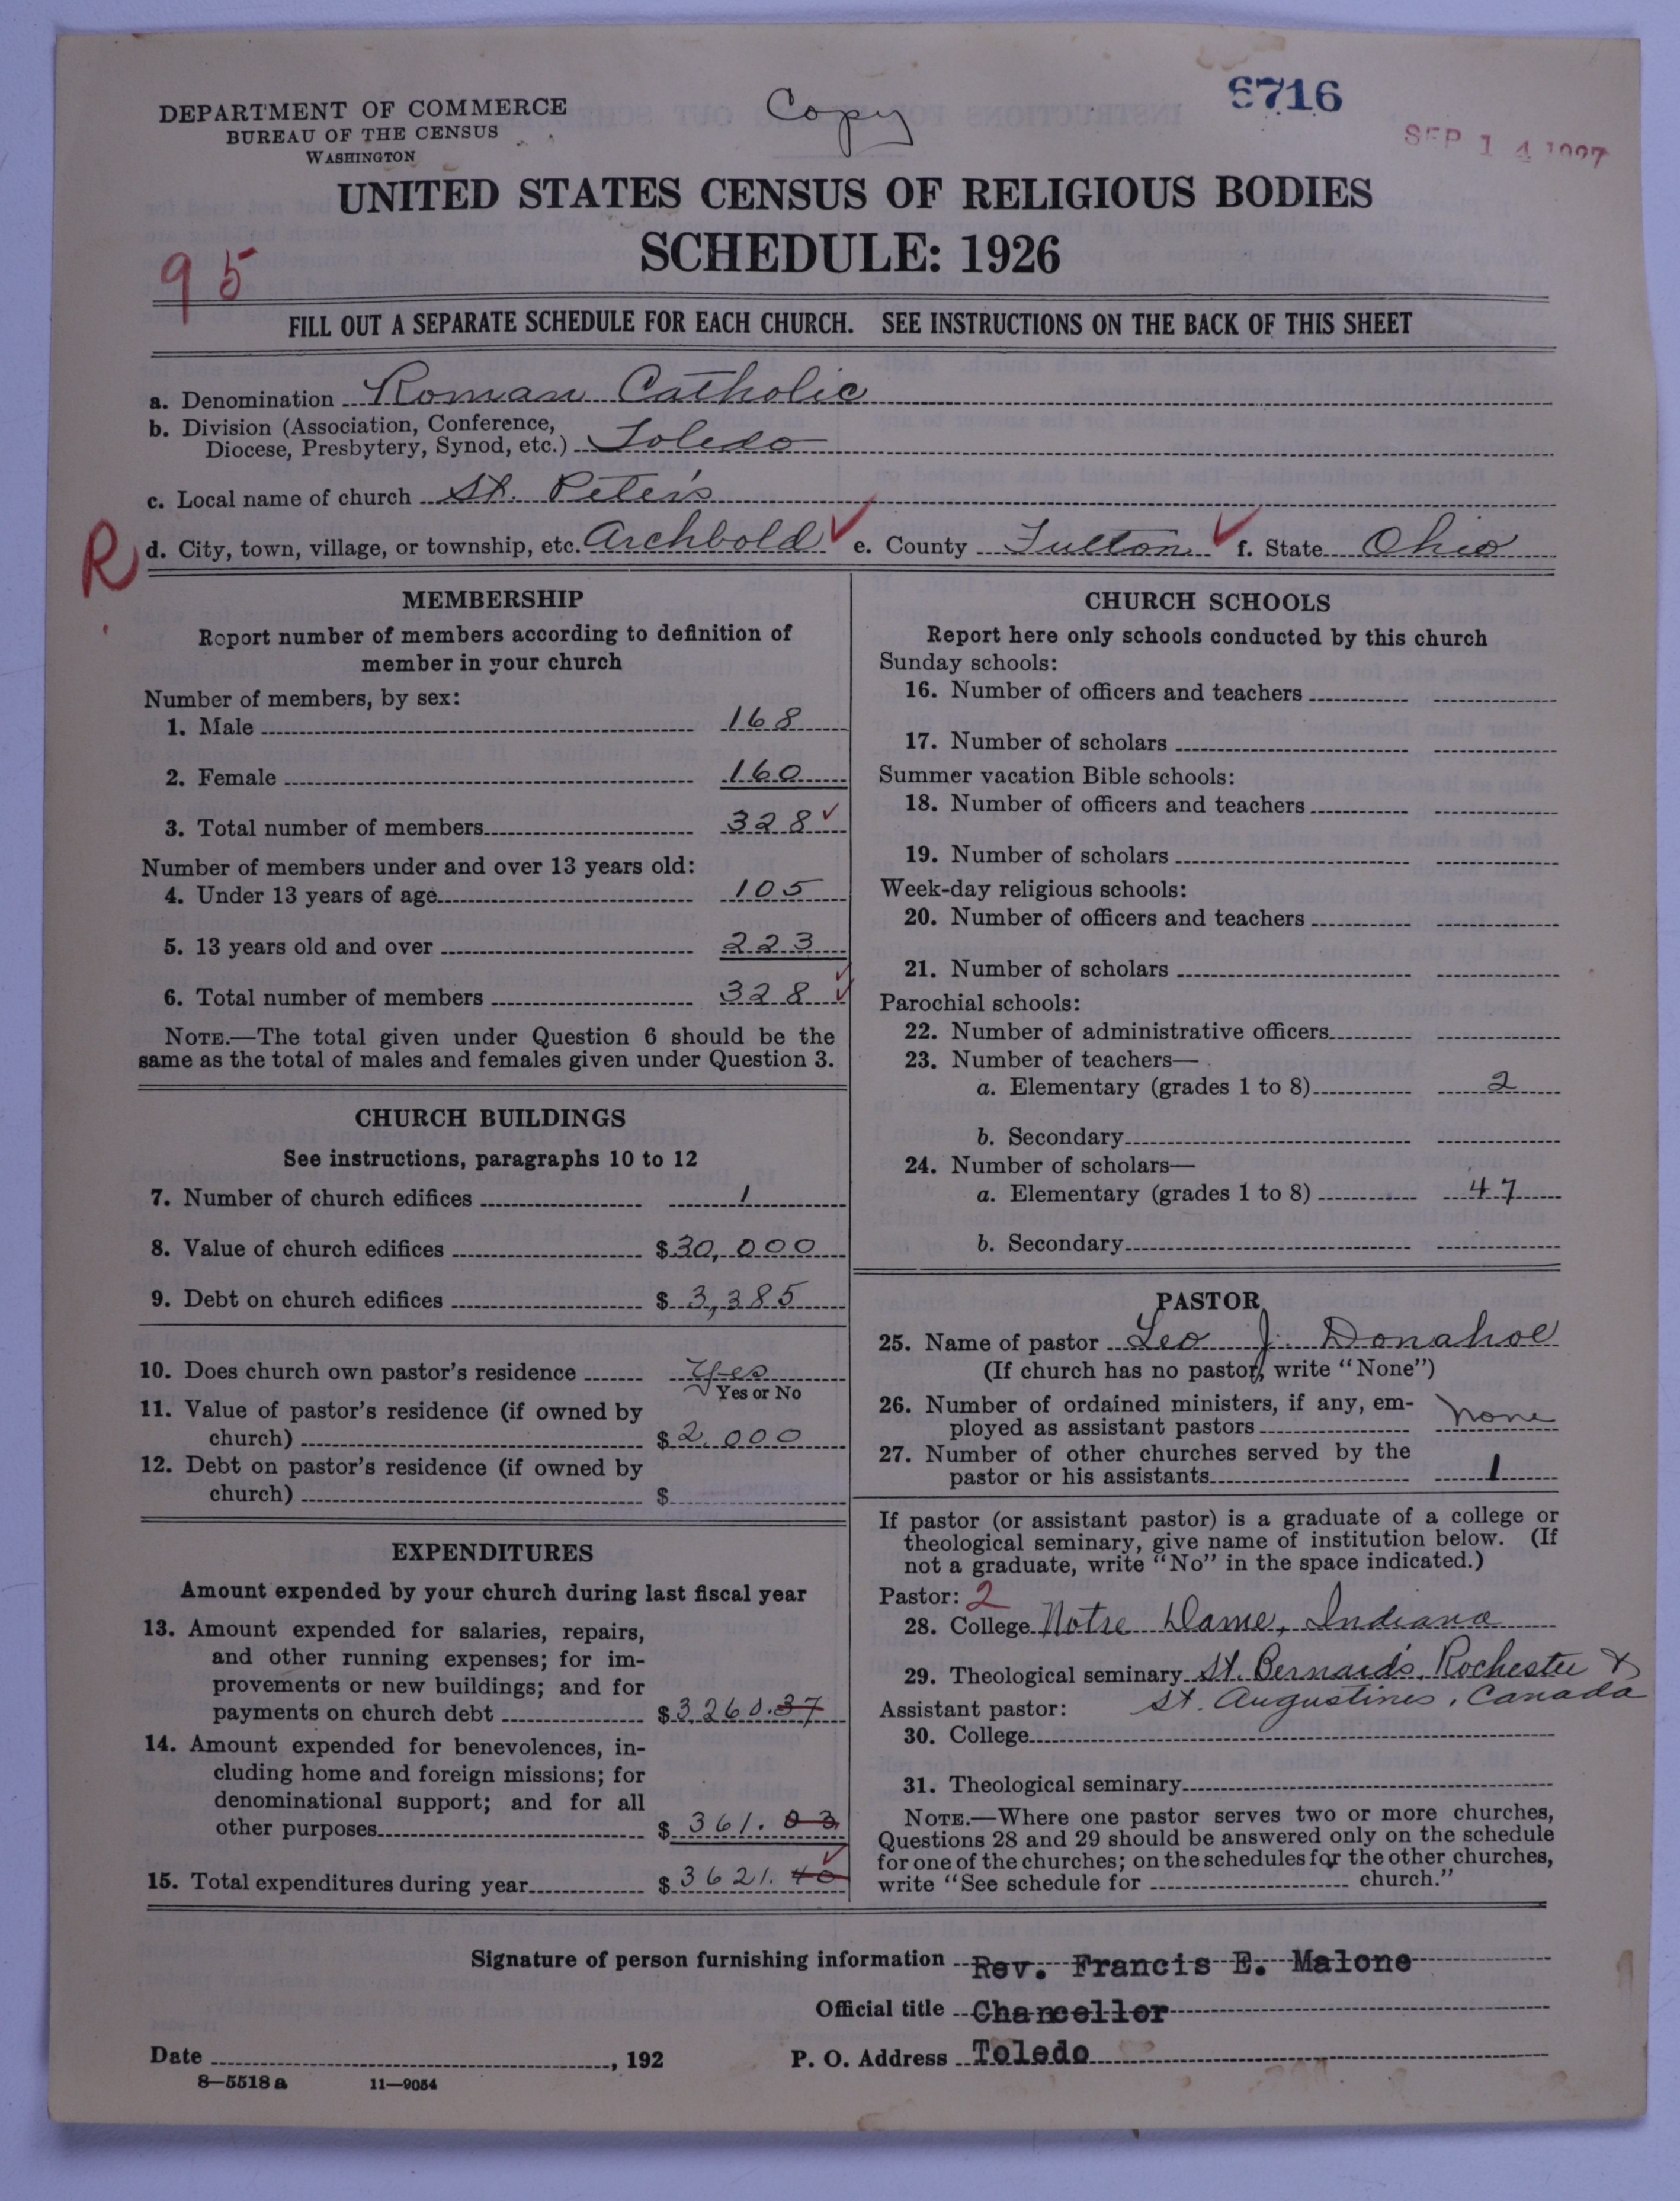 DEPARTMENT OF COMMERCE
BUREAU OF THE CENSUS
WASHINGTON
Copy
8716
SEP 14 1927
UNITED STATES CENSUS OF RELIGIOUS BODIES
SCHEDULE: 1926
95
FILL OUT A SEPARATE SCHEDULE FOR EACH CHURCH. SEE INSTRUCTIONS ON THE BACK OF THIS SHEET
a. Denomination Roman Catholic
b. Division (Association, Conference,
Diocese, Presbytery, Synod, etc.) Toledo
c. Local name of church St. Peter's
R d. City, town, village, or township, etc. Archbold ✓ e. County Fulton ✓ f. State Ohio
MEMBERSHIP
Report number of members according to definition of
member in your church
Number of members, by sex:
1. Male 168
2. Female 160
3. Total number of members 328 ✓
Number of members under and over 13 years old:
4. Under 13 years of age 105
5. 13 years old and over 223
6. Total number of members 328 ✓
NOTE.—The total given under Question 6 should be the
same as the total of males and females given under Question 3.
CHURCH BUILDINGS
See instructions, paragraphs 10 to 12
7. Number of church edifices 1
8. Value of church edifices $30,000
9. Debt on church edifices $3,385
10. Does church own pastor's residence Yes
Yes or No
11. Value of pastor's residence (if owned by
church) $2,000
12. Debt on pastor's residence (if owned by
church) $
EXPENDITURES
Amount expended by your church during last fiscal year
13. Amount expended for salaries, repairs,
and other running expenses; for im-
provements or new buildings; and for
payments on church debt $3,260.37
14. Amount expended for benevolences, in-
cluding home and foreign missions; for
denominational support; and for all
other purposes $361.03
15. Total expenditures during year $3621.40
CHURCH SCHOOLS
Report here only schools conducted by this church
Sunday schools:
16. Number of officers and teachers
17. Number of scholars
Summer vacation Bible schools:
18. Number of officers and teachers
19. Number of scholars
Week-day religious schools:
20. Number of officers and teachers
21. Number of scholars
Parochial schools:
22. Number of administrative officers
23. Number of teachers—
a. Elementary (grades 1 to 8) 2
b. Secondary
24. Number of scholars—
a. Elementary (grades 1 to 8) 47
b. Secondary
PASTOR
25. Name of pastor Leo J. Donahoe
(If church has no pastor, write "None")
26. Number of ordained ministers, if any, em-
ployed as assistant pastors none
27. Number of other churches served by the
pastor or his assistants 1
If pastor (or assistant pastor) is a graduate of a college or
theological seminary, give name of institution below. (If
not a graduate, write "No" in the space indicated.)
Pastor: 2
28. College Notre Dame, Indiana
29. Theological seminary St. Bernard's, Rochester &
St. Augustines, Canada
Assistant pastor:
30. College
31. Theological seminary
NOTE.—Where one pastor serves two or more churches,
Questions 28 and 29 should be answered only on the schedule
for one of the churches; on the schedules for the other churches,
write "See schedule for church."
Signature of person furnishing information Rev. Francis E. Malone
Official title Chancellor
Date , 192 P. O. Address Toledo
8—5518 a 11—9054